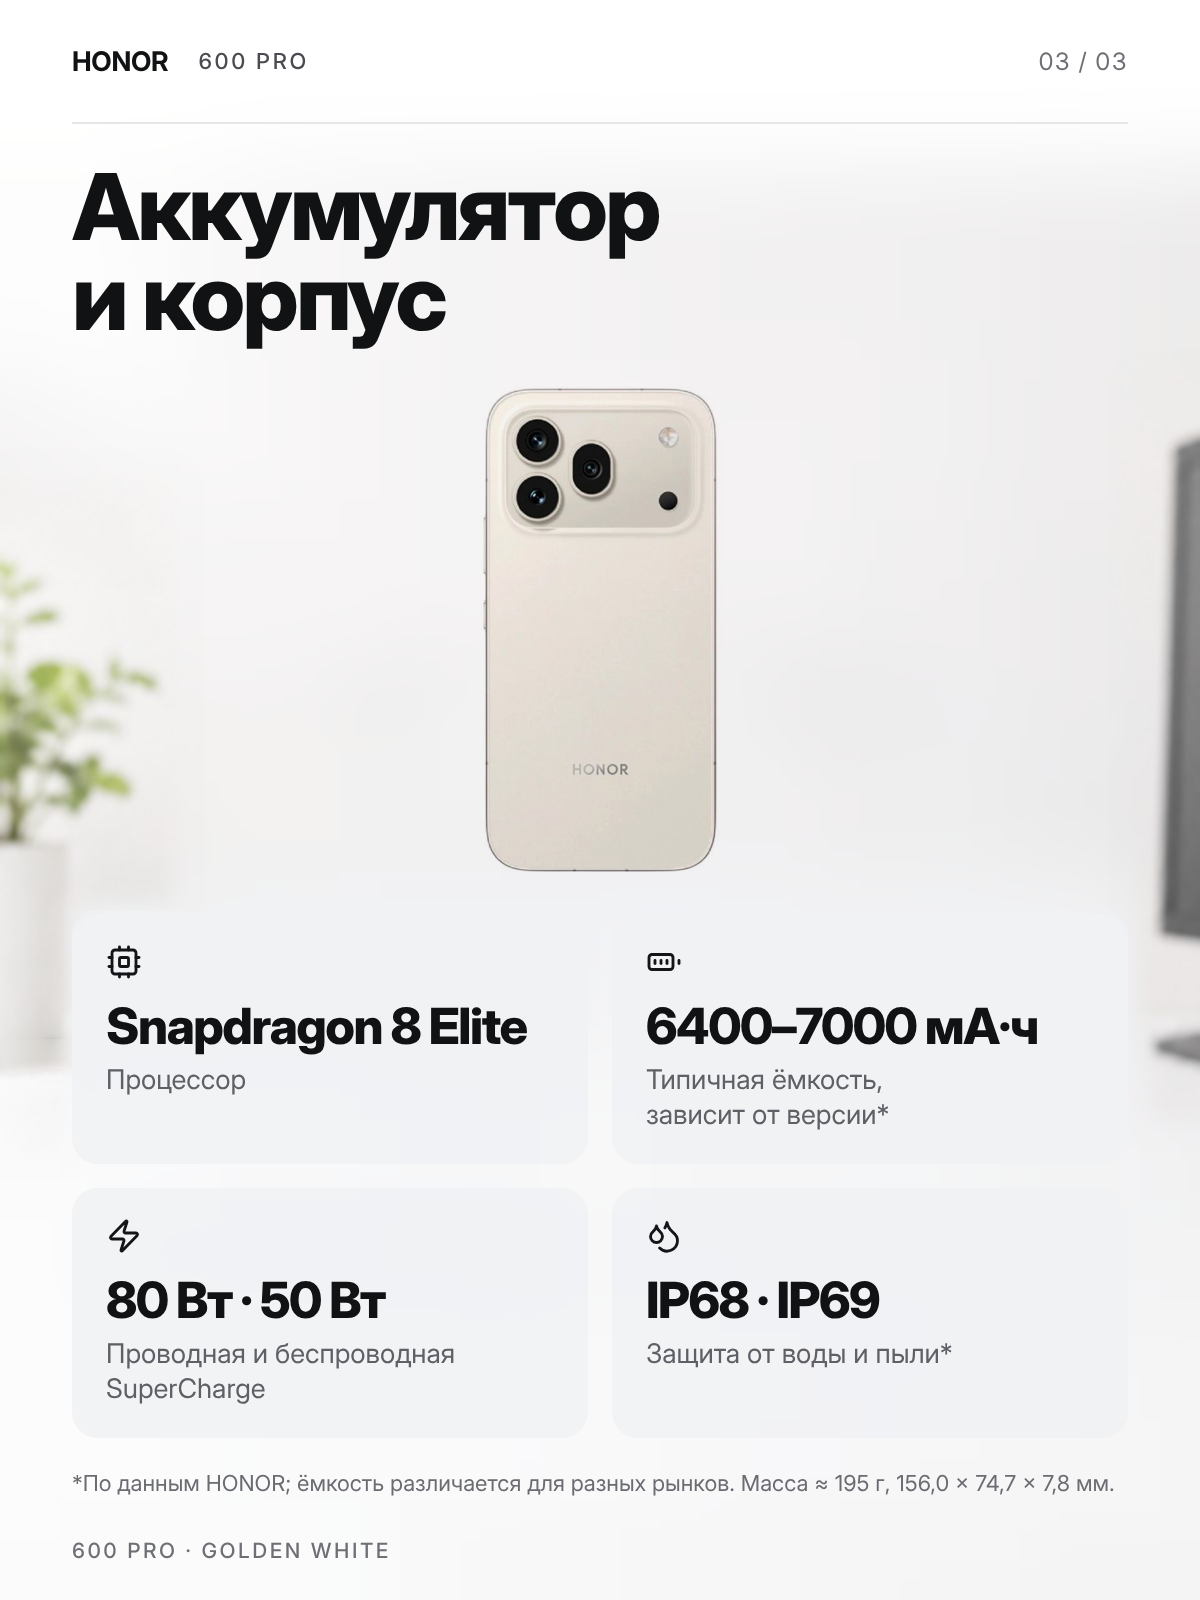 HONOR 600 PRO 03 / 03
Аккумулятор
и корпус
HONOR
Snapdragon 8 Elite
Процессор
6400–7000 мА·ч
Типичная ёмкость,
зависит от версии*
80 Вт · 50 Вт
Проводная и беспроводная
SuperCharge
IP68 · IP69
Защита от воды и пыли*
*По данным HONOR; ёмкость различается для разных рынков. Масса ≈ 195 г, 156,0 × 74,7 × 7,8 мм.
600 PRO · GOLDEN WHITE